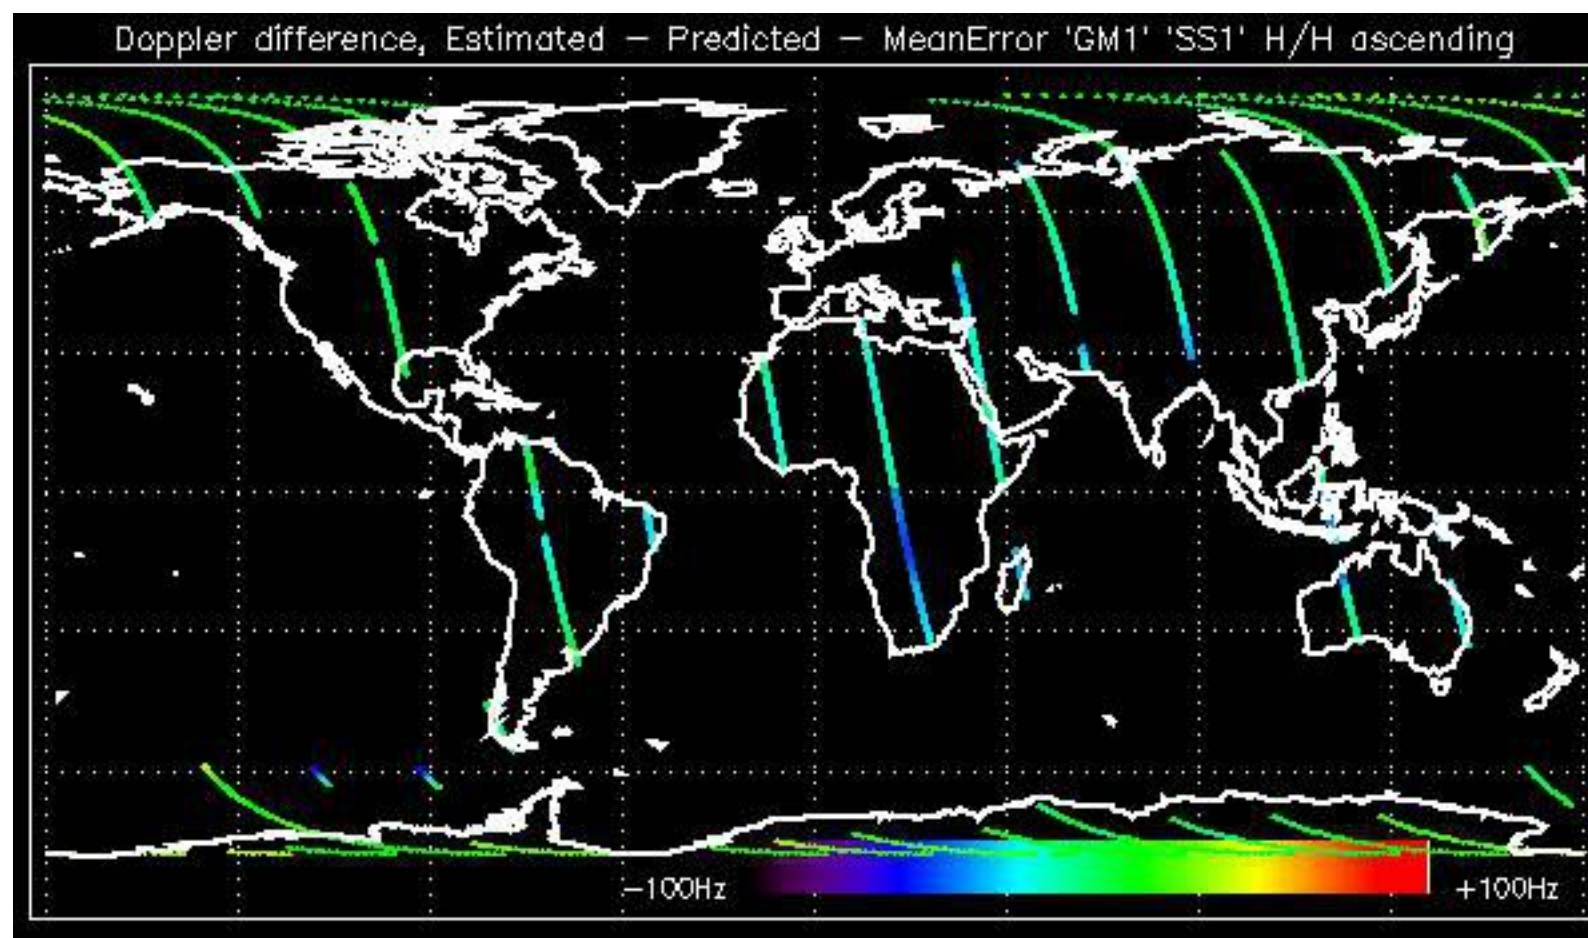 Doppler difference, Estimated – Predicted – MeanError 'GM1' 'SS1' H/H ascending
–100Hz
+100Hz